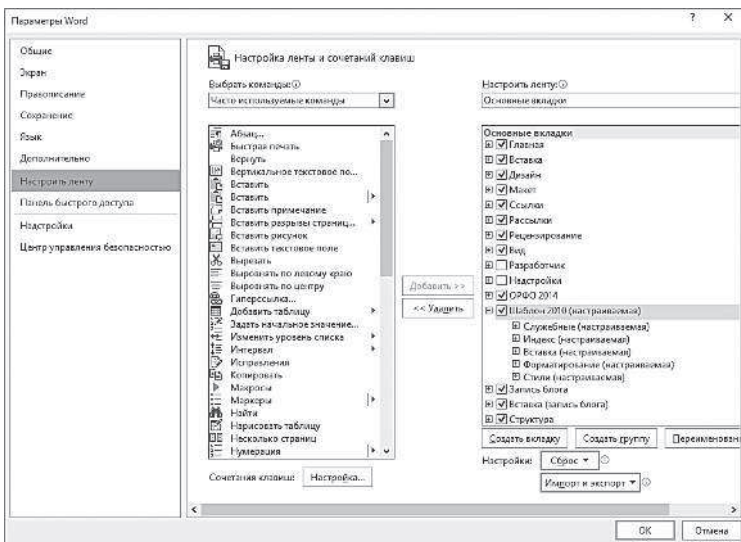 Параметры Word
? ×
Общие
Экран
Правописание
Сохранение
Язык
Дополнительно
Настроить ленту
Панель быстрого доступа
Надстройки
Центр управления безопасностью
Настройка ленты и сочетаний клавиш
Выбрать команды:
Часто используемые команды
Абзац...
Быстрая печать
Вернуть
Вертикальное текстовое по...
Вставить
Вставить
Вставить примечание
Вставить разрывы страниц...
Вставить рисунок
Вставить текстовое поле
Вырезать
Выровнять по левому краю
Выровнять по центру
Гиперссылка...
Добавить таблицу
Задать начальное значение...
Изменить уровень списка
Интервал
Исправления
Копировать
Макросы
Маркеры
Найти
Нарисовать таблицу
Несколько страниц
Нумерация
Сочетания клавиш: Настройка...
Добавить >>
<< Удалить
Настроить ленту:
Основные вкладки
Основные вкладки
Главная
Вставка
Дизайн
Макет
Ссылки
Рассылки
Рецензирование
Вид
Разработчик
Надстройки
ОРФО 2014
Шаблон 2010 (настраиваемая)
Служебные (настраиваемая)
Индекс (настраиваемая)
Вставка (настраиваемая)
Форматирование (настраиваемая)
Стили (настраиваемая)
Запись блога
Вставка (запись блога)
Структура
Создать вкладку Создать группу Переименован
Настройки: Сброс
Импорт и экспорт
ОК Отмена